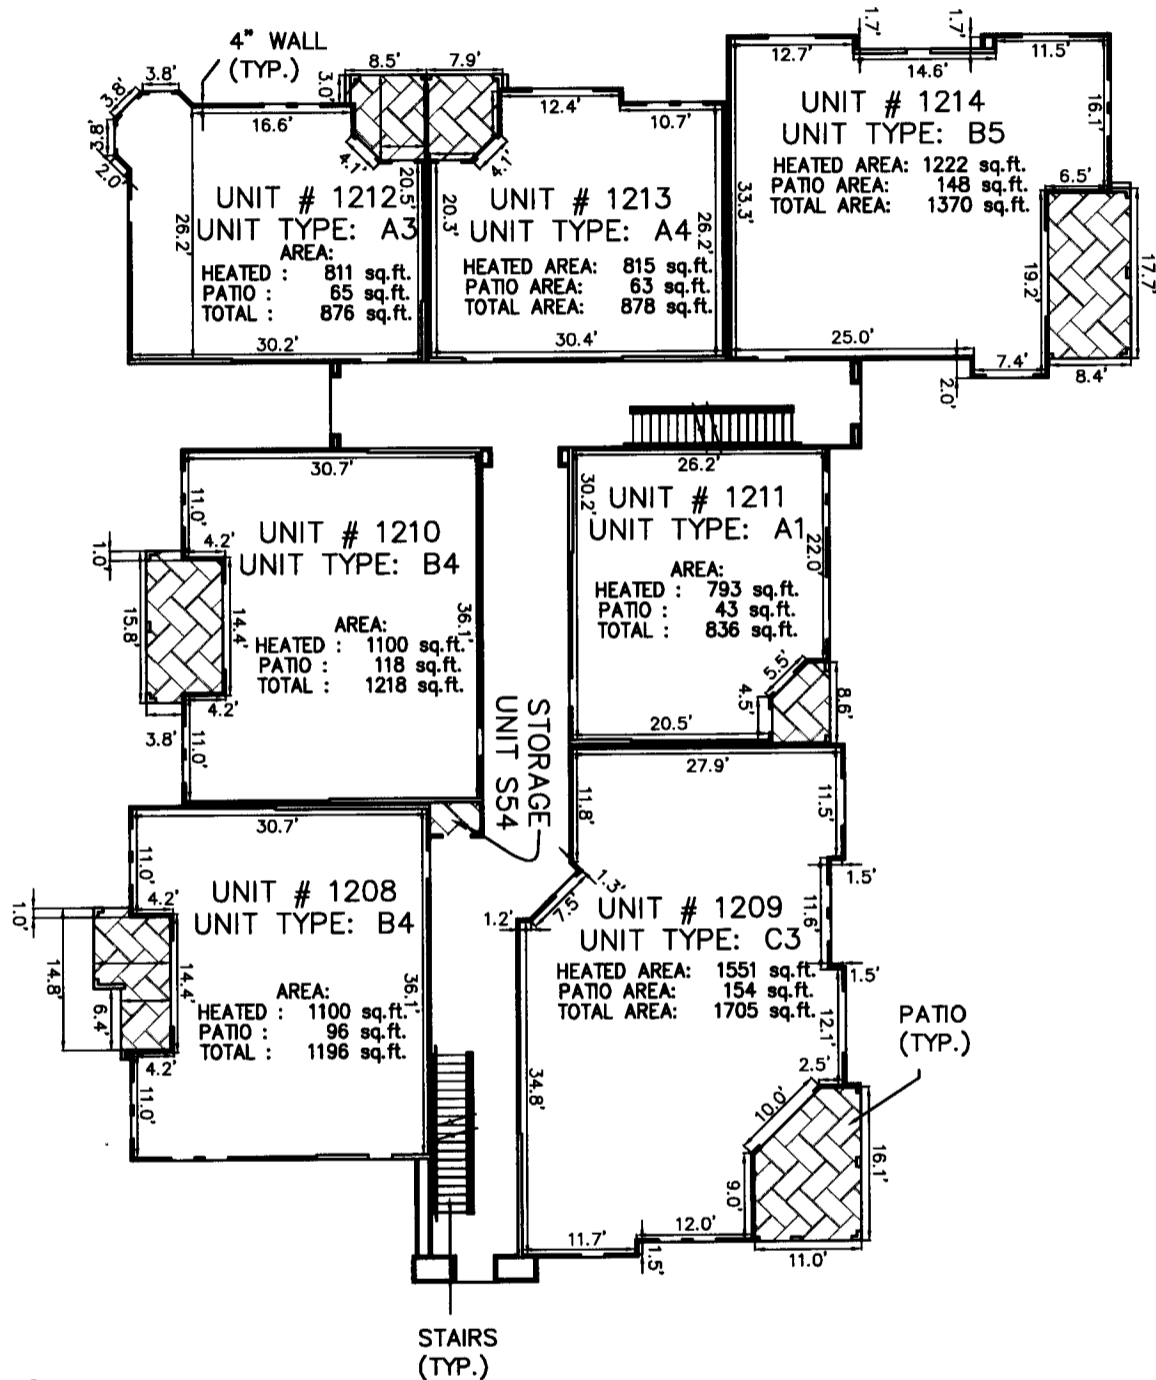 4" WALL
(TYP.)
3.8'
3.8'
3.8'
2.0'
16.6'
8.5'
3.0'
4.1'
20.5'
26.2'
UNIT # 1212
UNIT TYPE: A3
AREA:
HEATED : 811 sq.ft.
PATIO : 65 sq.ft.
TOTAL : 876 sq.ft.
30.2'
7.9'
12.4'
10.7'
4.1'
20.3'
26.2'
UNIT # 1213
UNIT TYPE: A4
HEATED AREA: 815 sq.ft.
PATIO AREA: 63 sq.ft.
TOTAL AREA: 878 sq.ft.
30.4'
12.7'
1.7'
14.6'
1.7'
11.5'
16.1'
UNIT # 1214
UNIT TYPE: B5
HEATED AREA: 1222 sq.ft.
PATIO AREA: 148 sq.ft.
TOTAL AREA: 1370 sq.ft.
33.3'
6.5'
19.2'
17.7'
25.0'
7.4'
8.4'
2.0'
30.7'
11.0'
4.2'
1.0'
UNIT # 1210
UNIT TYPE: B4
15.8'
14.4'
36.1'
AREA:
HEATED : 1100 sq.ft.
PATIO : 118 sq.ft.
TOTAL : 1218 sq.ft.
4.2'
3.8'
11.0'
26.2'
30.2'
UNIT # 1211
UNIT TYPE: A1
22.0'
AREA:
HEATED : 793 sq.ft.
PATIO : 43 sq.ft.
TOTAL : 836 sq.ft.
5.5'
4.5'
8.6'
20.5'
STORAGE
UNIT S54
30.7'
11.0'
4.2'
1.0'
UNIT # 1208
UNIT TYPE: B4
14.8'
14.4'
6.4'
36.1'
AREA:
HEATED : 1100 sq.ft.
PATIO : 96 sq.ft.
TOTAL : 1196 sq.ft.
4.2'
11.0'
27.9'
11.8'
11.5'
1.5'
1.3'
7.5'
1.2'
11.6'
UNIT # 1209
UNIT TYPE: C3
HEATED AREA: 1551 sq.ft.
PATIO AREA: 154 sq.ft.
TOTAL AREA: 1705 sq.ft.
1.5'
12.1'
PATIO
(TYP.)
2.5'
10.0'
34.8'
9.0'
16.1'
11.7'
12.0'
1.5'
11.0'
STAIRS
(TYP.)